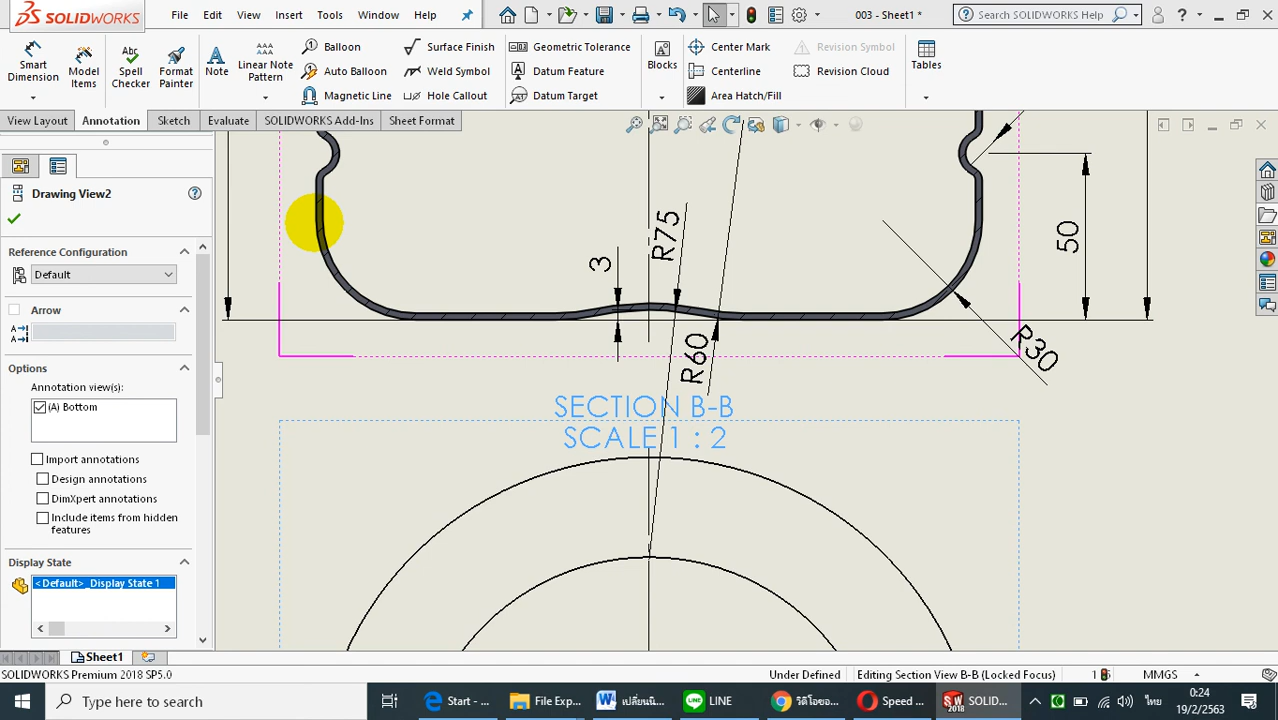 SOLIDWORKS
File Edit View Insert Tools Window Help
003 - Sheet1 *
Search SOLIDWORKS Help
Smart Dimension
Model Items
Spell Checker
Format Painter
Note
Linear Note Pattern
Balloon
Auto Balloon
Magnetic Line
Surface Finish
Weld Symbol
Hole Callout
Geometric Tolerance
Datum Feature
Datum Target
Blocks
Center Mark
Centerline
Area Hatch/Fill
Revision Symbol
Revision Cloud
Tables
View Layout Annotation Sketch Evaluate SOLIDWORKS Add-Ins Sheet Format
Drawing View2
Reference Configuration
Default
Arrow
Options
Annotation view(s):
(A) Bottom
Import annotations
Design annotations
DimXpert annotations
Include items from hidden
features
Display State
<Default>_Display State 1
3
R75
R60
50
R30
SECTION B-B
SCALE 1 : 2
Sheet1
SOLIDWORKS Premium 2018 SP5.0
Under Defined
Editing Section View B-B (Locked Focus)
1
MMGS
Type here to search
Start - ...
File Exp...
LINE
Speed ...
SOLID...
ไทย
0:24
19/2/2563